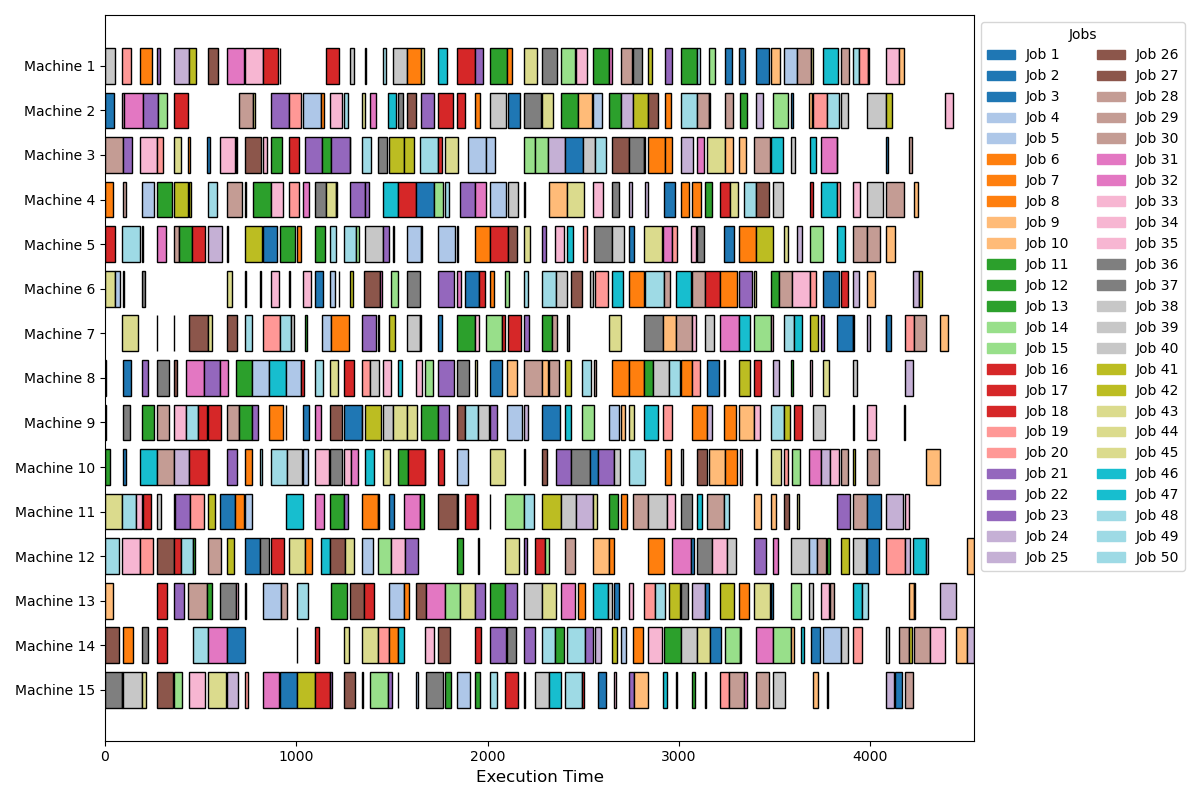 Machine 1
Machine 2
Machine 3
Machine 4
Machine 5
Machine 6
Machine 7
Machine 8
Machine 9
Machine 10
Machine 11
Machine 12
Machine 13
Machine 14
Machine 15
0 1000 2000 3000 4000
Execution Time
Jobs
Job 1 Job 26
Job 2 Job 27
Job 3 Job 28
Job 4 Job 29
Job 5 Job 30
Job 6 Job 31
Job 7 Job 32
Job 8 Job 33
Job 9 Job 34
Job 10 Job 35
Job 11 Job 36
Job 12 Job 37
Job 13 Job 38
Job 14 Job 39
Job 15 Job 40
Job 16 Job 41
Job 17 Job 42
Job 18 Job 43
Job 19 Job 44
Job 20 Job 45
Job 21 Job 46
Job 22 Job 47
Job 23 Job 48
Job 24 Job 49
Job 25 Job 50